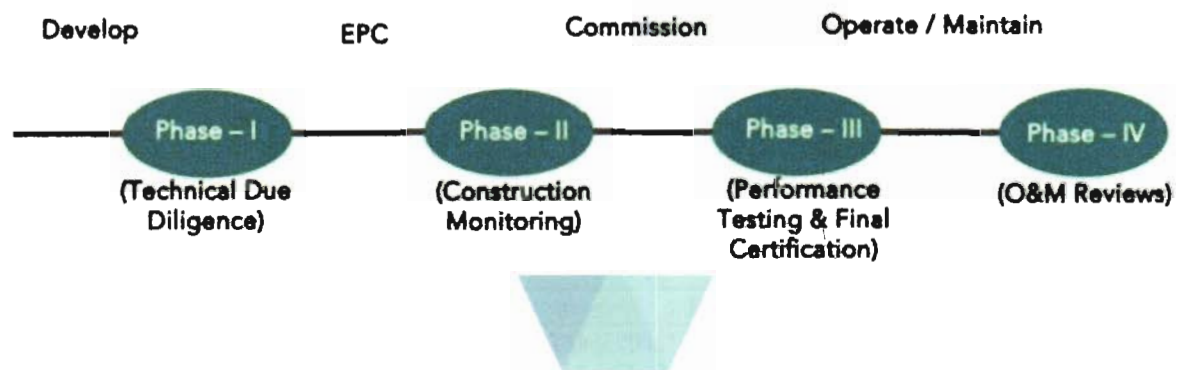 Develop
EPC
Commission
Operate / Maintain
Phase – I
Phase – II
Phase – III
Phase – IV
(Technical Due
Diligence)
(Construction
Monitoring)
(Performance
Testing & Final
Certification)
(O&M Reviews)